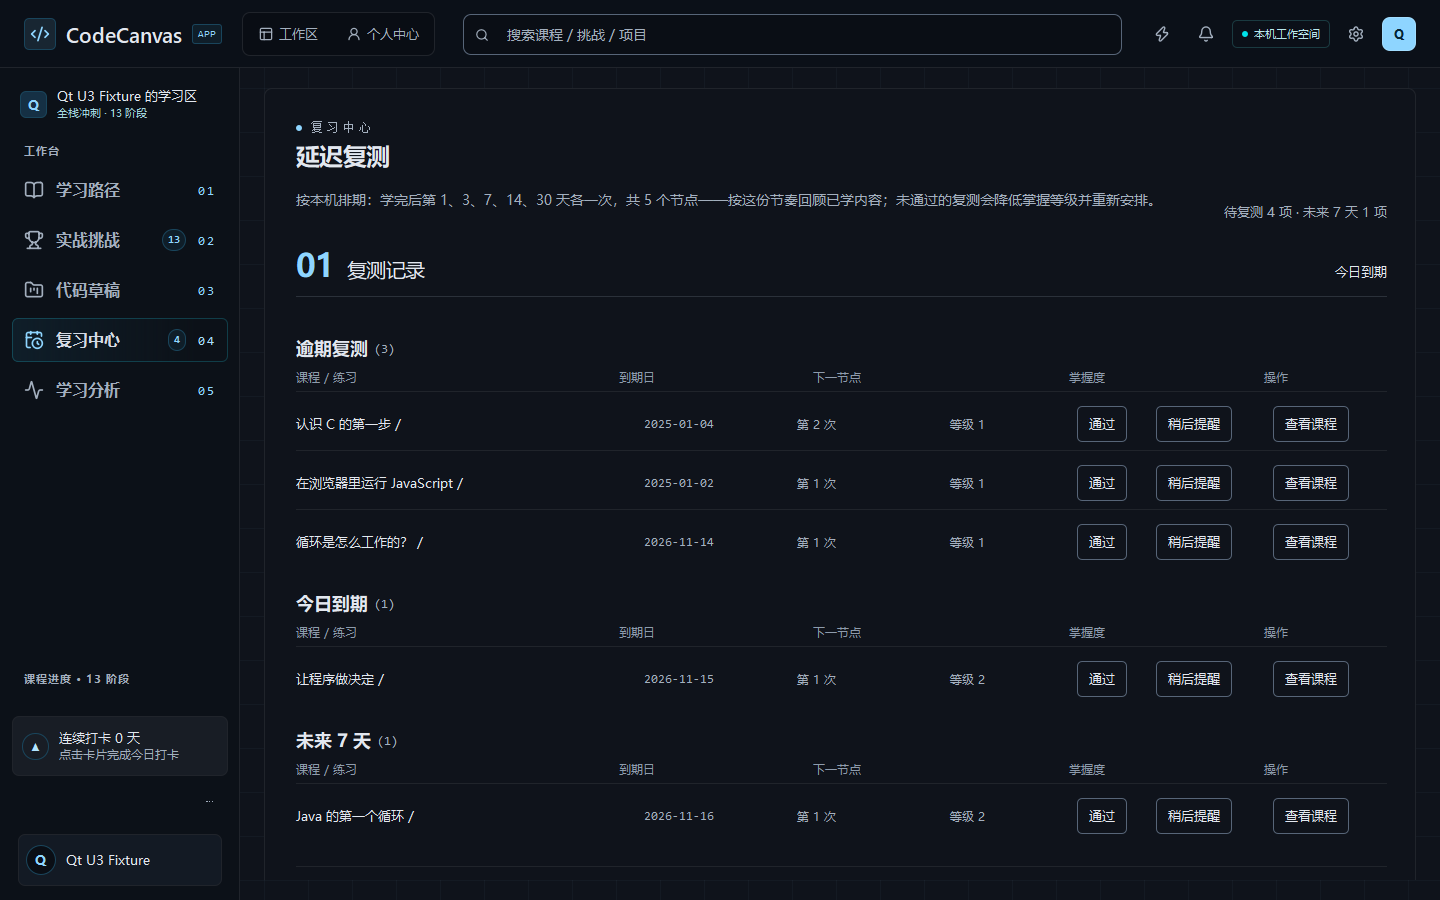 CodeCanvas APP
工作区 个人中心
搜索课程 / 挑战 / 项目
本机工作空间
Q
Q
Qt U3 Fixture 的学习区
全栈冲刺 · 13 阶段
工作台
学习路径 01
实战挑战 13 02
代码草稿 03
复习中心 4 04
学习分析 05
课程进度 • 13 阶段
连续打卡 0 天
点击卡片完成今日打卡
...
Q Qt U3 Fixture
复习中心
延迟复测
按本机排期：学完后第 1、3、7、14、30 天各一次，共 5 个节点——按这份节奏回顾已学内容；未通过的复测会降低掌握等级并重新安排。
待复测 4 项 · 未来 7 天 1 项
01 复测记录 今日到期
逾期复测 (3)
课程 / 练习 到期日 下一节点 掌握度 操作
认识 C 的第一步 / 2025-01-04 第 2 次 等级 1 通过 稍后提醒 查看课程
在浏览器里运行 JavaScript / 2025-01-02 第 1 次 等级 1 通过 稍后提醒 查看课程
循环是怎么工作的？ / 2026-11-14 第 1 次 等级 1 通过 稍后提醒 查看课程
今日到期 (1)
课程 / 练习 到期日 下一节点 掌握度 操作
让程序做决定 / 2026-11-15 第 1 次 等级 2 通过 稍后提醒 查看课程
未来 7 天 (1)
课程 / 练习 到期日 下一节点 掌握度 操作
Java 的第一个循环 / 2026-11-16 第 1 次 等级 2 通过 稍后提醒 查看课程